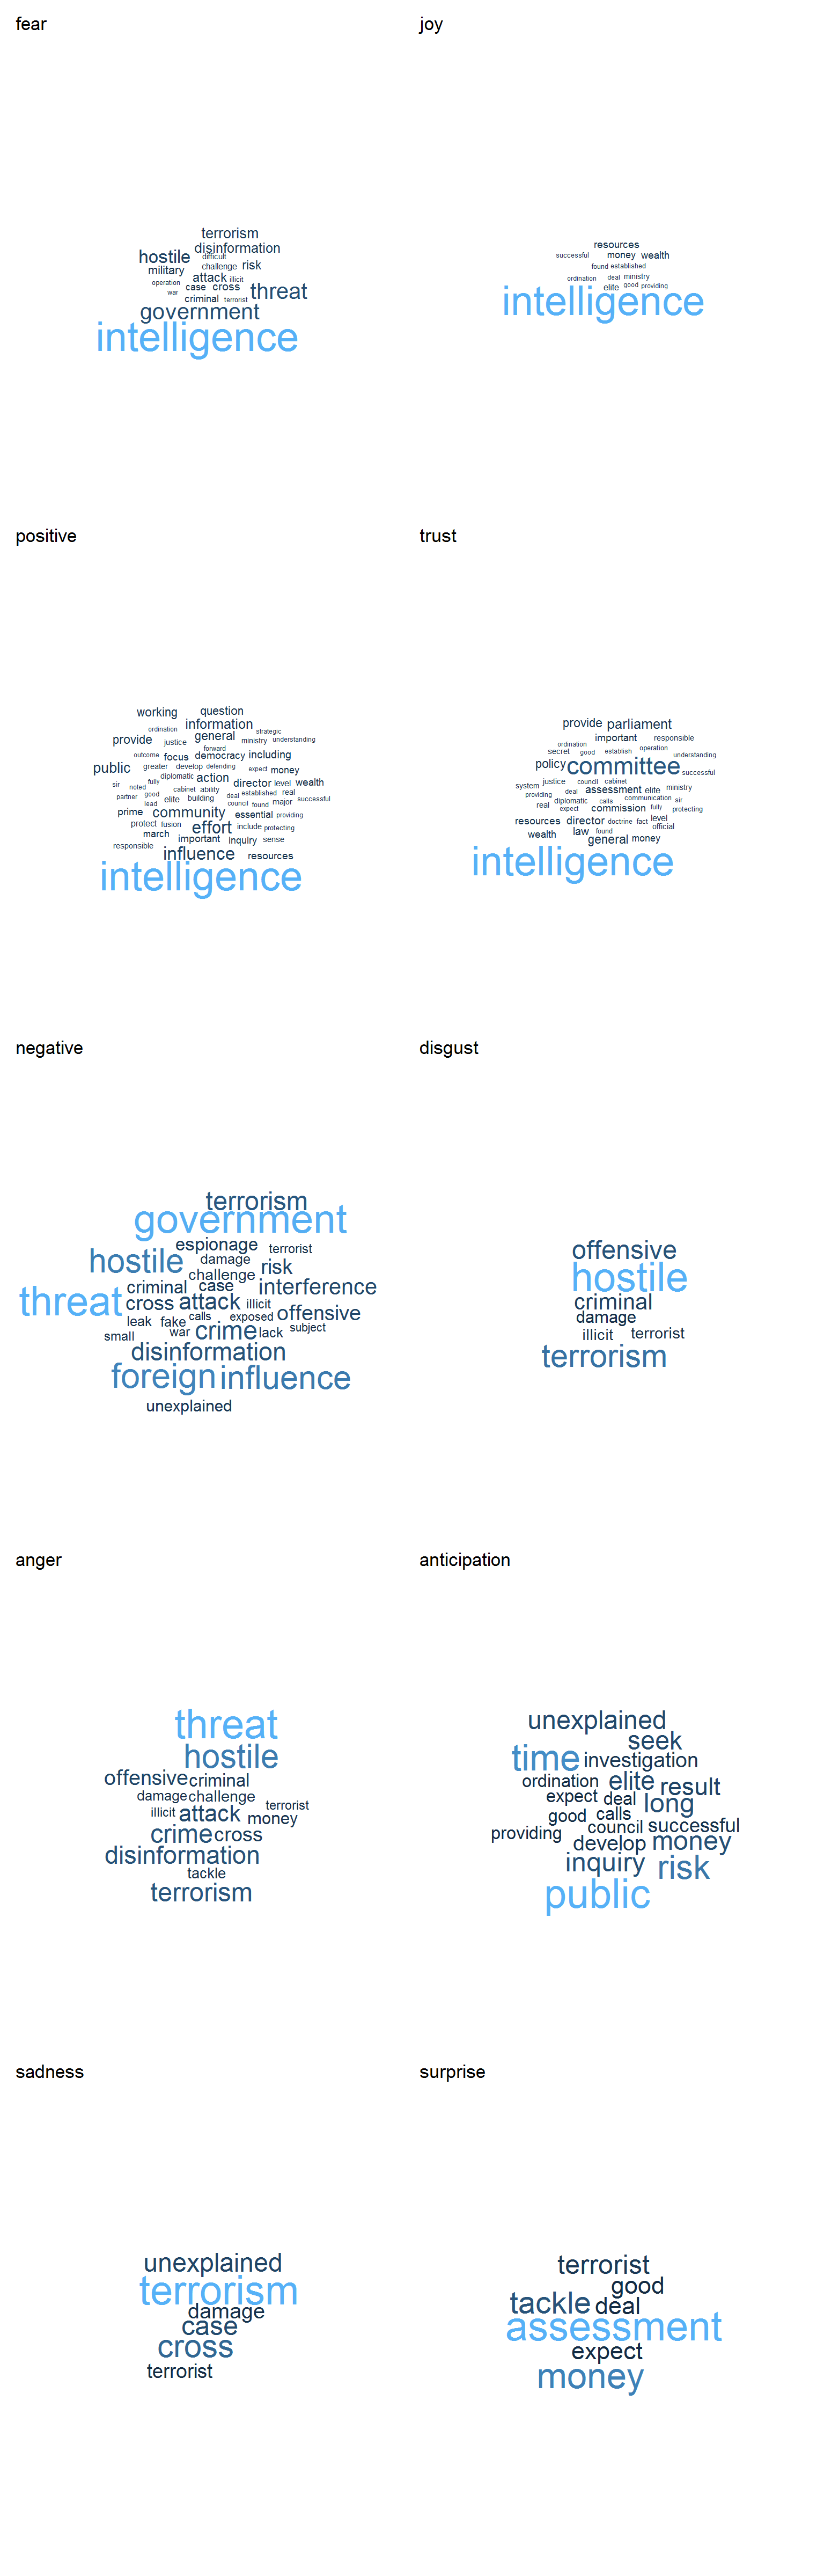 fear
terrorism
disinformation
hostile difficult
military challenge risk
operation attack illicit
war case cross threat
criminal terrorist
government
intelligence
joy
resources
successful money wealth
found established
ordination deal ministry
elite good providing
intelligence
positive
working question
information
ordination strategic
provide justice general ministry understanding
forward
outcome focus democracy including
public greater develop defending expect money
diplomatic action
sir noted fully cabinet ability director level wealth
partner good elite building deal established real
lead council found major successful
prime community essential providing
protect fusion effort include protecting
march important inquiry sense
responsible influence resources
intelligence
trust
provide parliament
important responsible
ordination
secret good establish operation understanding
policy committee successful
justice council cabinet
system deal assessment elite ministry
providing diplomatic calls communication sir
real expect commission fully protecting
resources director doctrine fact level
official
wealth law found
general money
intelligence
negative
terrorism
government
espionage terrorist
hostile damage risk
challenge
criminal case interference
threat cross attack illicit offensive
leak fake calls exposed
small war crime lack subject
disinformation
foreign influence
unexplained
disgust
offensive
hostile
criminal
damage
illicit terrorist
terrorism
anger
threat
hostile
offensive criminal
damage challenge
illicit attack terrorist
money
crime cross
disinformation
tackle
terrorism
anticipation
unexplained
seek
time investigation
ordination elite result
expect deal long
good calls
providing council successful
develop money
inquiry risk
public
sadness
unexplained
terrorism
damage
case
cross
terrorist
surprise
terrorist
good
tackle deal
assessment
expect
money